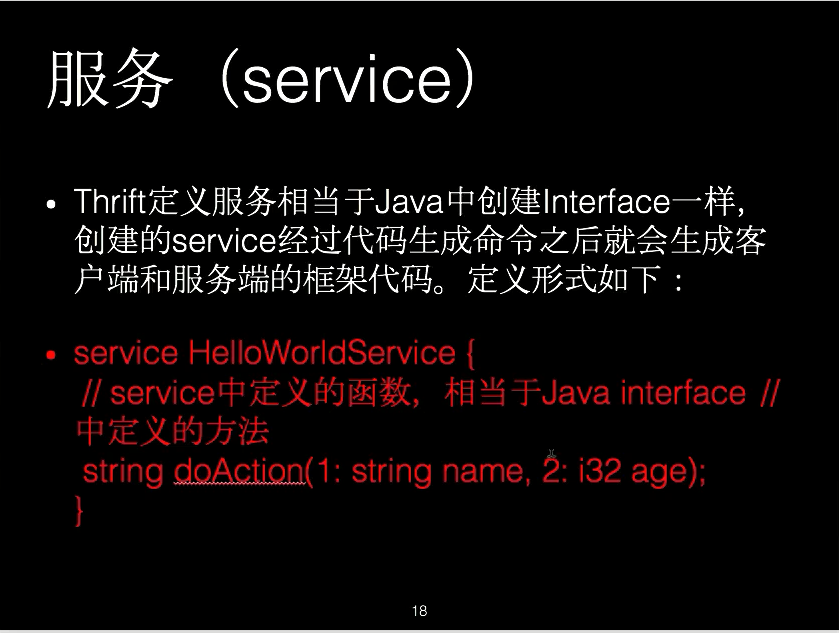 服务（service）
• Thrift定义服务相当于Java中创建Interface一样，
创建的service经过代码生成命令之后就会生成客
户端和服务端的框架代码。定义形式如下：
• service HelloWorldService {
// service中定义的函数，相当于Java interface //
中定义的方法
string doAction(1: string name, 2: i32 age);
}
18